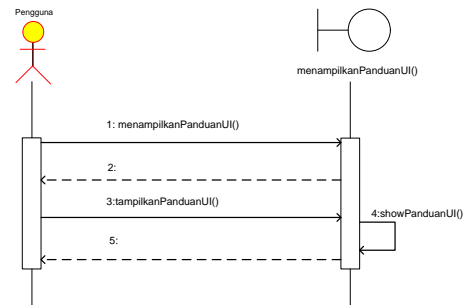 Pengguna
menampilkanPanduanUI()
1: menampilkanPanduanUI()
2:
3:tampilkanPanduanUI()
4:showPanduanUI()
5: